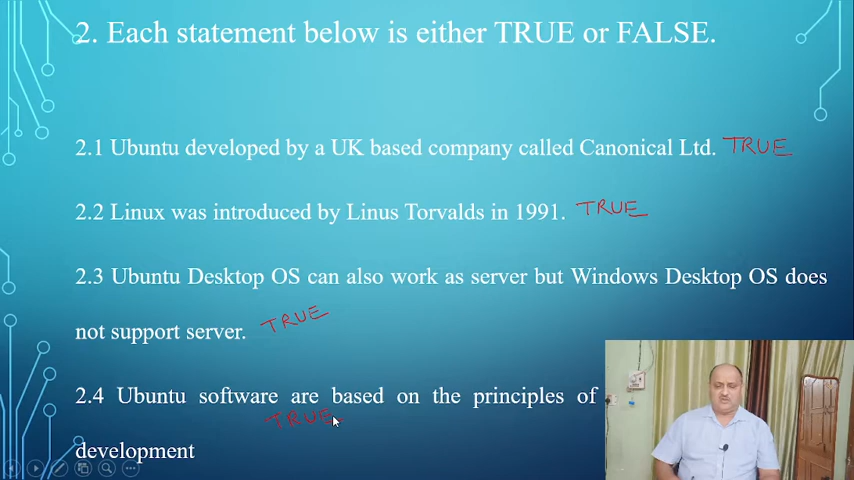 2. Each statement below is either TRUE or FALSE.
2.1 Ubuntu developed by a UK based company called Canonical Ltd. TRUE
2.2 Linux was introduced by Linus Torvalds in 1991. TRUE
2.3 Ubuntu Desktop OS can also work as server but Windows Desktop OS does
not support server. TRUE
2.4 Ubuntu software are based on the principles of
TRUE
development